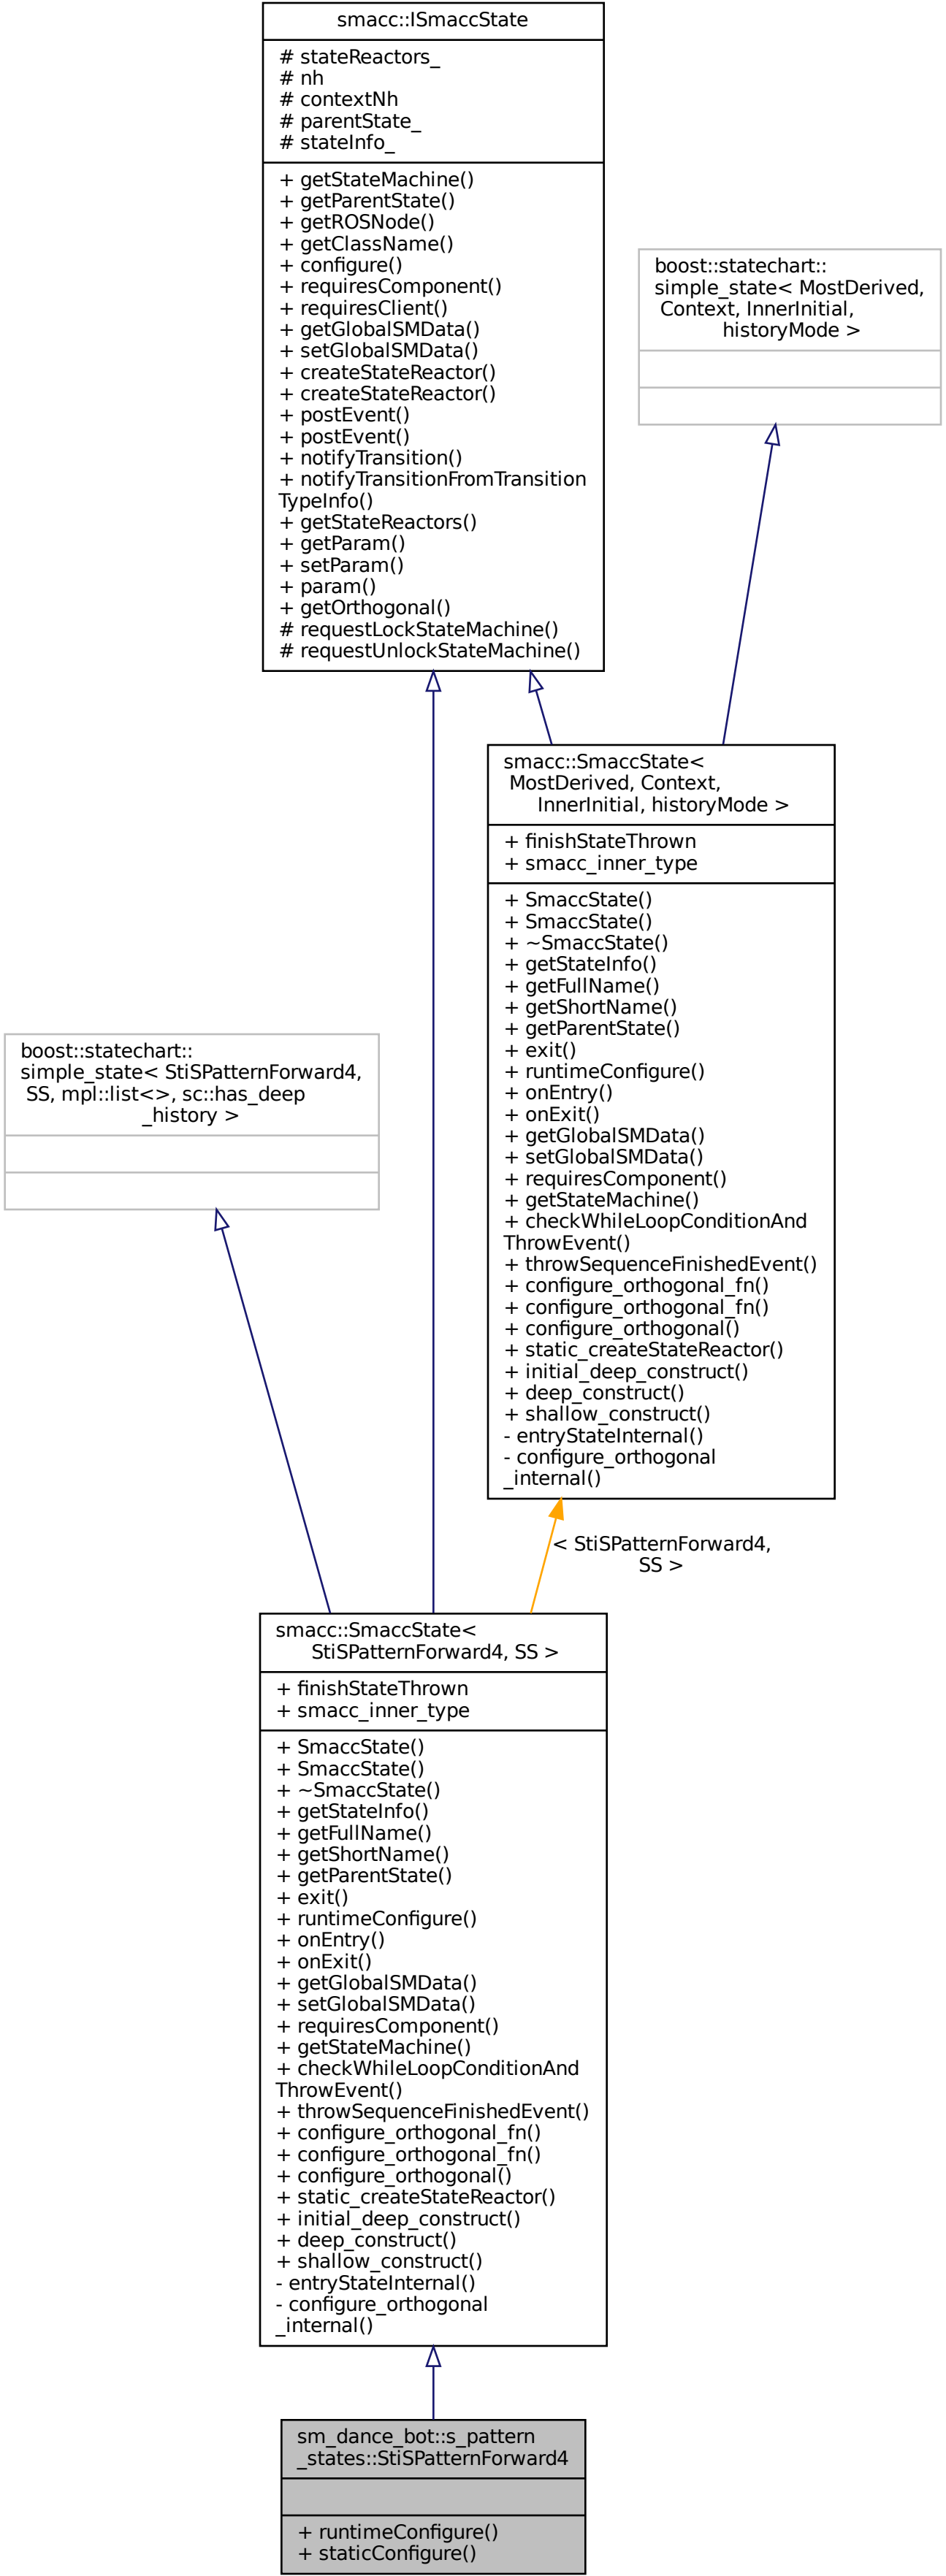 smacc::ISmaccState
# stateReactors_
# nh
# contextNh
# parentState_
# stateInfo_
+ getStateMachine()
+ getParentState()
+ getROSNode()
+ getClassName()
+ configure()
+ requiresComponent()
+ requiresClient()
+ getGlobalSMData()
+ setGlobalSMData()
+ createStateReactor()
+ createStateReactor()
+ postEvent()
+ postEvent()
+ notifyTransition()
+ notifyTransitionFromTransition
TypeInfo()
+ getStateReactors()
+ getParam()
+ setParam()
+ param()
+ getOrthogonal()
# requestLockStateMachine()
# requestUnlockStateMachine()
boost::statechart::
simple_state< MostDerived,
Context, InnerInitial,
historyMode >
smacc::SmaccState<
MostDerived, Context,
InnerInitial, historyMode >
+ finishStateThrown
+ smacc_inner_type
+ SmaccState()
+ SmaccState()
+ ~SmaccState()
+ getStateInfo()
+ getFullName()
+ getShortName()
+ getParentState()
+ exit()
+ runtimeConfigure()
+ onEntry()
+ onExit()
+ getGlobalSMData()
+ setGlobalSMData()
+ requiresComponent()
+ getStateMachine()
+ checkWhileLoopConditionAnd
ThrowEvent()
+ throwSequenceFinishedEvent()
+ configure_orthogonal_fn()
+ configure_orthogonal_fn()
+ configure_orthogonal()
+ static_createStateReactor()
+ initial_deep_construct()
+ deep_construct()
+ shallow_construct()
- entryStateInternal()
- configure_orthogonal
_internal()
boost::statechart::
simple_state< StiSPatternForward4,
SS, mpl::list<>, sc::has_deep
_history >
< StiSPatternForward4,
SS >
smacc::SmaccState<
StiSPatternForward4, SS >
+ finishStateThrown
+ smacc_inner_type
+ SmaccState()
+ SmaccState()
+ ~SmaccState()
+ getStateInfo()
+ getFullName()
+ getShortName()
+ getParentState()
+ exit()
+ runtimeConfigure()
+ onEntry()
+ onExit()
+ getGlobalSMData()
+ setGlobalSMData()
+ requiresComponent()
+ getStateMachine()
+ checkWhileLoopConditionAnd
ThrowEvent()
+ throwSequenceFinishedEvent()
+ configure_orthogonal_fn()
+ configure_orthogonal_fn()
+ configure_orthogonal()
+ static_createStateReactor()
+ initial_deep_construct()
+ deep_construct()
+ shallow_construct()
- entryStateInternal()
- configure_orthogonal
_internal()
sm_dance_bot::s_pattern
_states::StiSPatternForward4
+ runtimeConfigure()
+ staticConfigure()